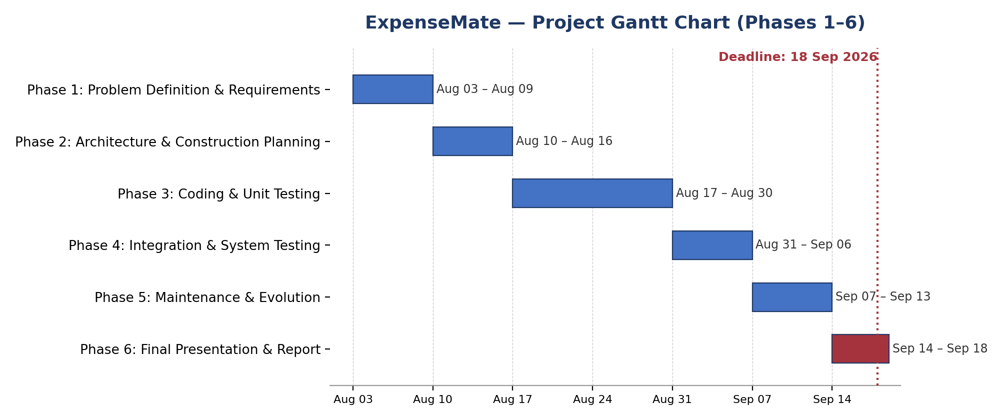 ExpenseMate — Project Gantt Chart (Phases 1–6)
Deadline: 18 Sep 2026
Phase 1: Problem Definition & Requirements
Aug 03 – Aug 09
Phase 2: Architecture & Construction Planning
Aug 10 – Aug 16
Phase 3: Coding & Unit Testing
Aug 17 – Aug 30
Phase 4: Integration & System Testing
Aug 31 – Sep 06
Phase 5: Maintenance & Evolution
Sep 07 – Sep 13
Phase 6: Final Presentation & Report
Sep 14 – Sep 18
Aug 03 Aug 10 Aug 17 Aug 24 Aug 31 Sep 07 Sep 14